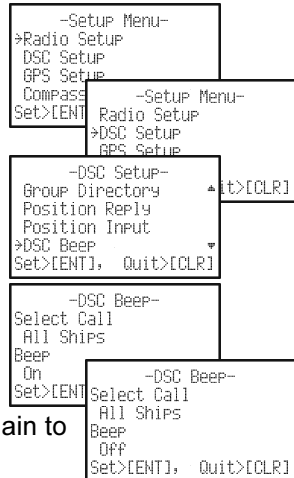 -Setup Menu-
→Radio Setup
DSC Setup
GPS Setup
Compass
Set>[ENT
-Setup Menu-
Radio Setup
→DSC Setup
GPS Setup
it>[CLR]
-DSC Setup-
Group Directory
Position Reply
Position Input
→DSC Beep
Set>[ENT], Quit>[CLR]
-DSC Beep-
Select Call
All Ships
Beep
On
Set>[ENT
ain to
-DSC Beep-
Select Call
All Ships
Beep
Off
Set>[ENT], Quit>[CLR]